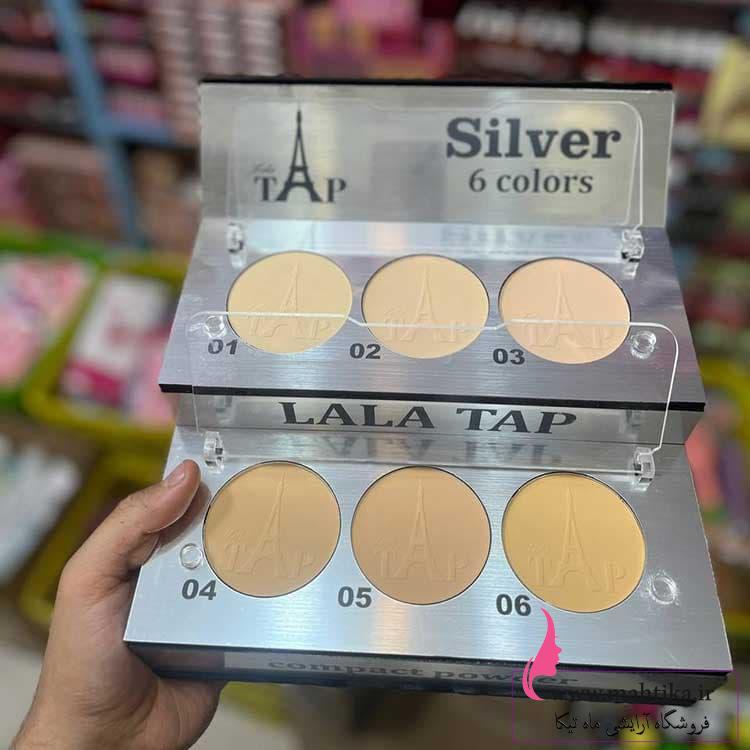 Silver
6 colors
Lala
TAP
01 02 03
LALA TAP
04 05 06
compact powder
www.mahtika.ir
فروشگاه آرایشی ماه تیکا